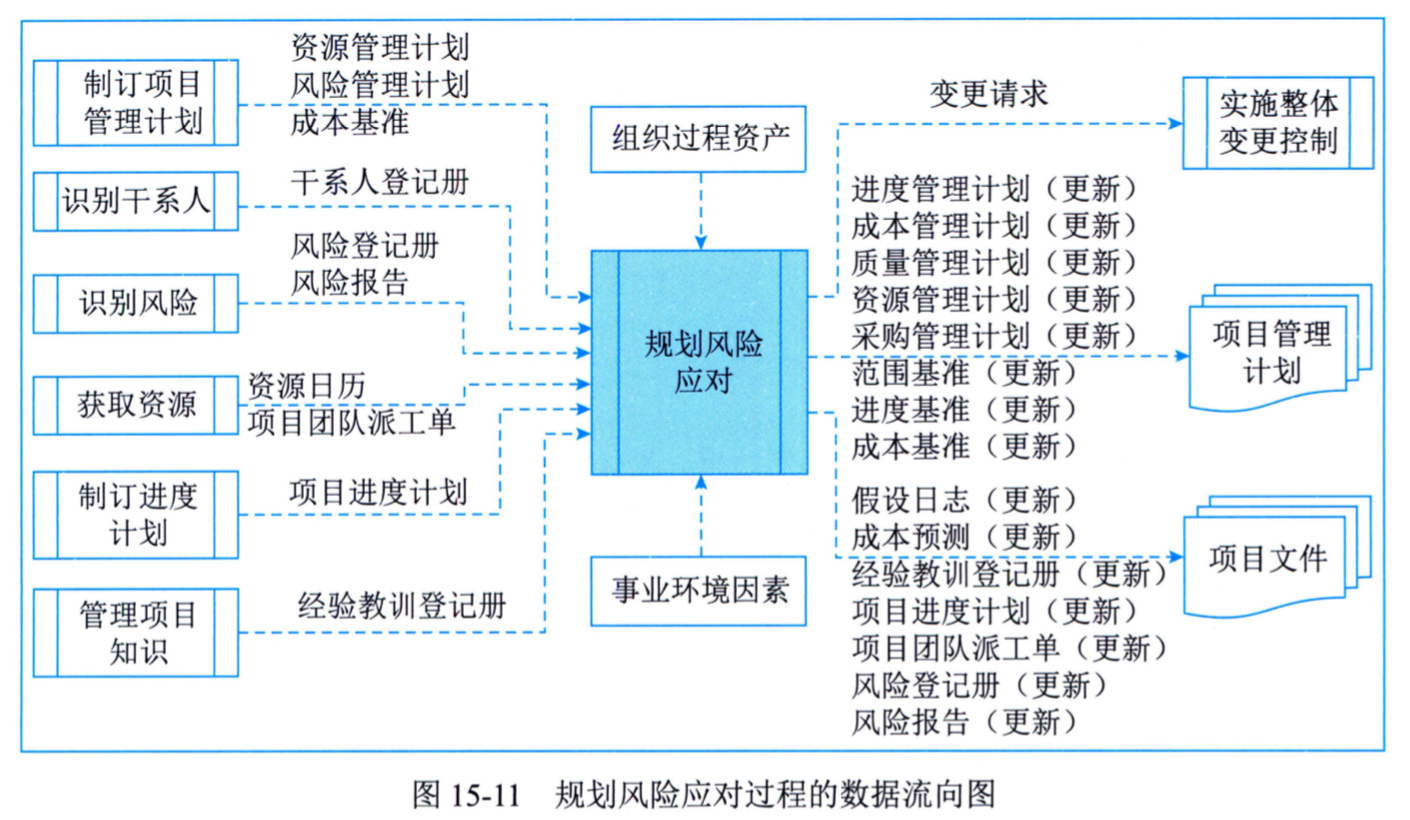 制订项目
管理计划
资源管理计划
风险管理计划
成本基准
识别干系人
干系人登记册
识别风险
风险登记册
风险报告
获取资源
资源日历
项目团队派工单
制订进度
计划
项目进度计划
管理项目
知识
经验教训登记册
组织过程资产
规划风险
应对
事业环境因素
变更请求
实施整体
变更控制
进度管理计划（更新）
成本管理计划（更新）
质量管理计划（更新）
资源管理计划（更新）
采购管理计划（更新）
范围基准（更新）
进度基准（更新）
成本基准（更新）
项目管理
计划
假设日志（更新）
成本预测（更新）
经验教训登记册（更新）
项目进度计划（更新）
项目团队派工单（更新）
风险登记册（更新）
风险报告（更新）
项目文件
图 15-11 规划风险应对过程的数据流向图